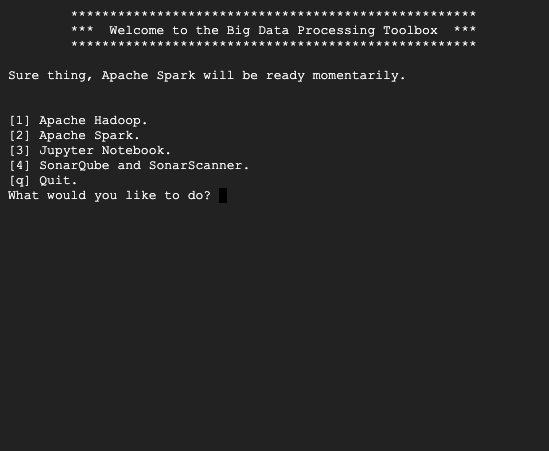 ****************************************************
***  Welcome to the Big Data Processing Toolbox  ***
****************************************************
Sure thing, Apache Spark will be ready momentarily.
[1] Apache Hadoop.
[2] Apache Spark.
[3] Jupyter Notebook.
[4] SonarQube and SonarScanner.
[q] Quit.
What would you like to do?